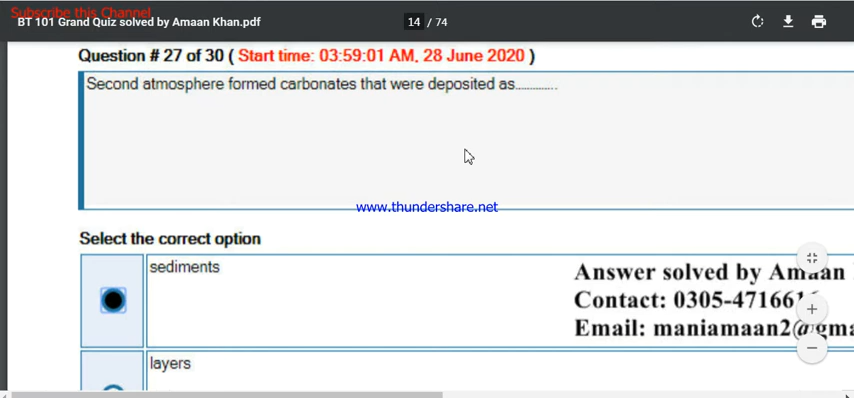 Subscribe this Channel
BT 101 Grand Quiz solved by Amaan Khan.pdf
14 / 74
Question # 27 of 30 ( Start time: 03:59:01 AM, 28 June 2020 )
Second atmosphere formed carbonates that were deposited as..............
www.thundershare.net
Select the correct option
sediments
Answer solved by Amaan
Contact: 0305-471661
Email: maniamaan2@gma
layers